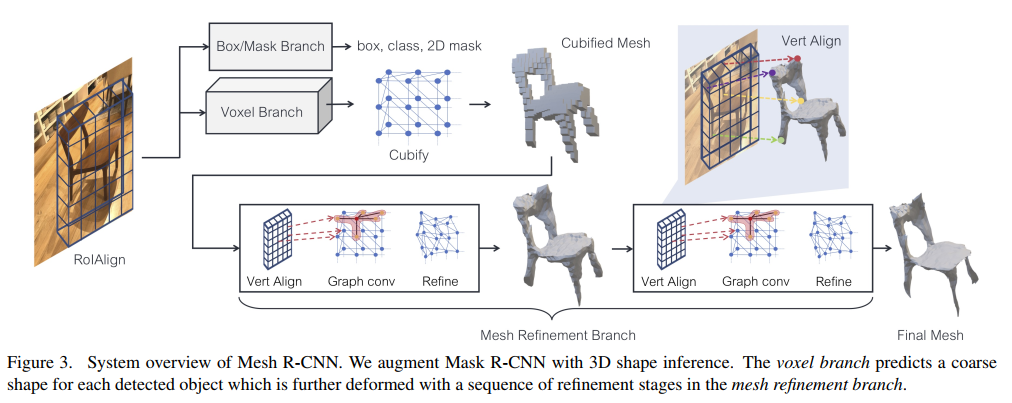 Box/Mask Branch
box, class, 2D mask
Cubified Mesh
Vert Align
Voxel Branch
Cubify
RoIAlign
Vert Align
Graph conv
Refine
Vert Align
Graph conv
Refine
Mesh Refinement Branch
Final Mesh
Figure 3. System overview of Mesh R-CNN. We augment Mask R-CNN with 3D shape inference. The voxel branch predicts a coarse
shape for each detected object which is further deformed with a sequence of refinement stages in the mesh refinement branch.